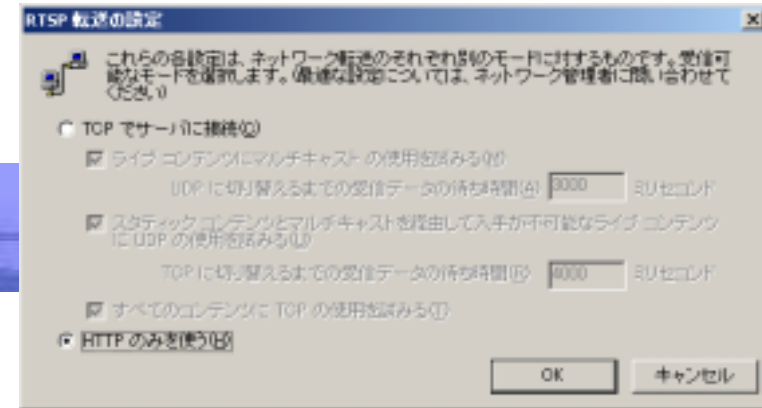 RTSP 転送の設定
これらの各設定は、ネットワーク転送のそれぞれ別のモードに対するものです。受信可
能なモードを選択します。(最適な設定については、ネットワーク管理者に問い合わせて
ください)
TCP でサーバに接続(C)
ライブ コンテンツにマルチキャスト の使用を試みる(M)
UDP に切り替えるまでの受信データの待ち時間(A) 3000 ミリセコンド
スタティック コンテンツとマルチキャストを経由して入手が不可能なライブ コンテンツ
に UDP の使用を試みる(U)
TCP に切り替えるまでの受信データの待ち時間(R) 4000 ミリセコンド
すべてのコンテンツに TCP の使用を試みる(T)
HTTP のみを使う(H)
OK キャンセル